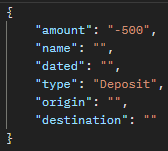 {
    "amount": "-500",
    "name": "",
    "dated": "",
    "type": "Deposit",
    "origin": "",
    "destination": ""
}